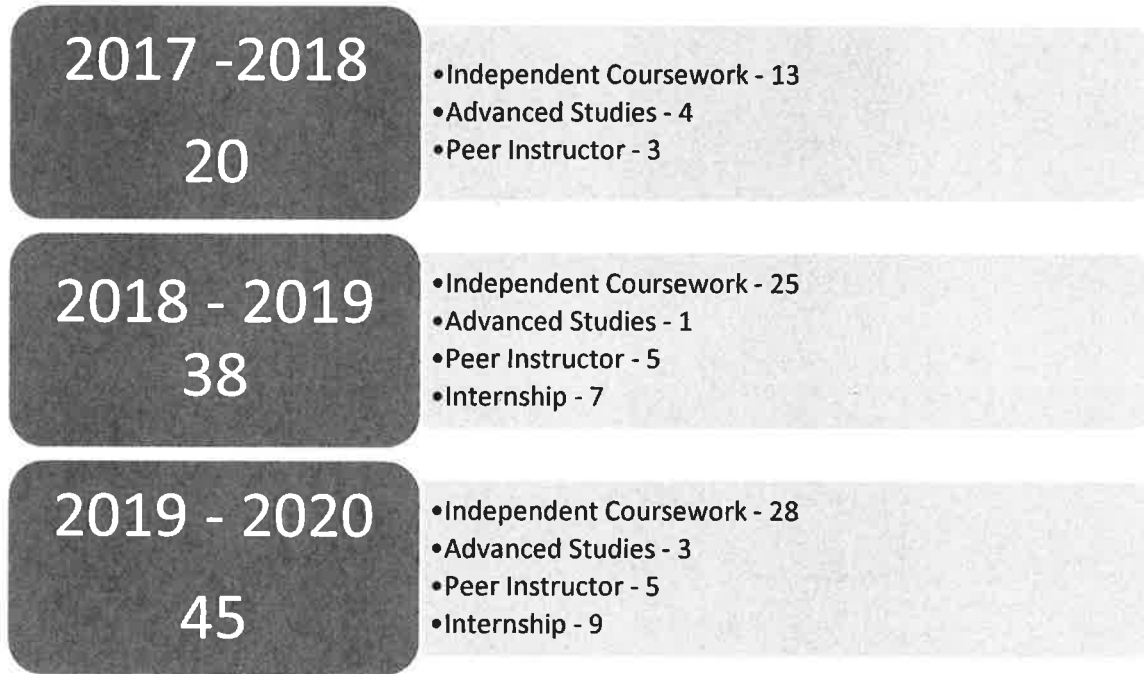 2017 -2018
20
•Independent Coursework - 13
•Advanced Studies - 4
•Peer Instructor - 3
2018 - 2019
38
•Independent Coursework - 25
•Advanced Studies - 1
•Peer Instructor - 5
•Internship - 7
2019 - 2020
45
•Independent Coursework - 28
•Advanced Studies - 3
•Peer Instructor - 5
•Internship - 9